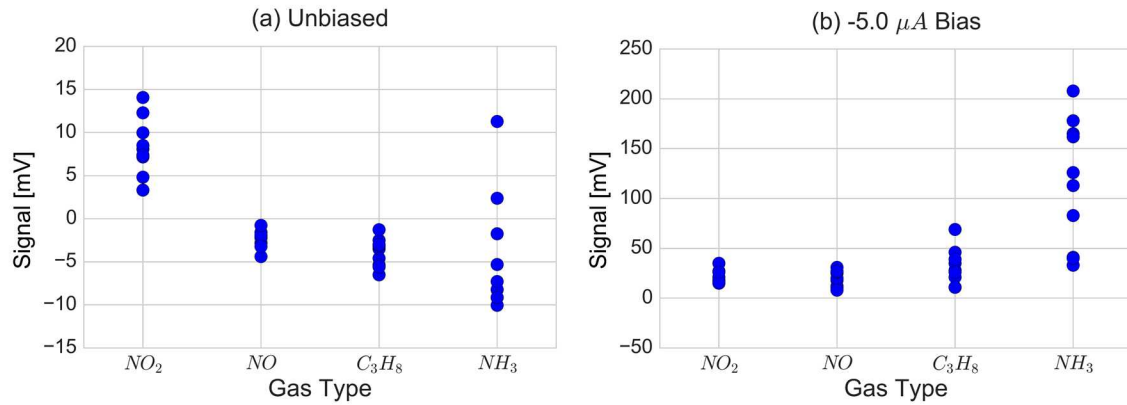 (a) Unbiased
20
15
10
5
0
−5
−10
−15
Signal [mV]
NO₂ NO C₃H₈ NH₃
Gas Type
(b) -5.0 μA Bias
250
200
150
100
50
0
−50
Signal [mV]
NO₂ NO C₃H₈ NH₃
Gas Type